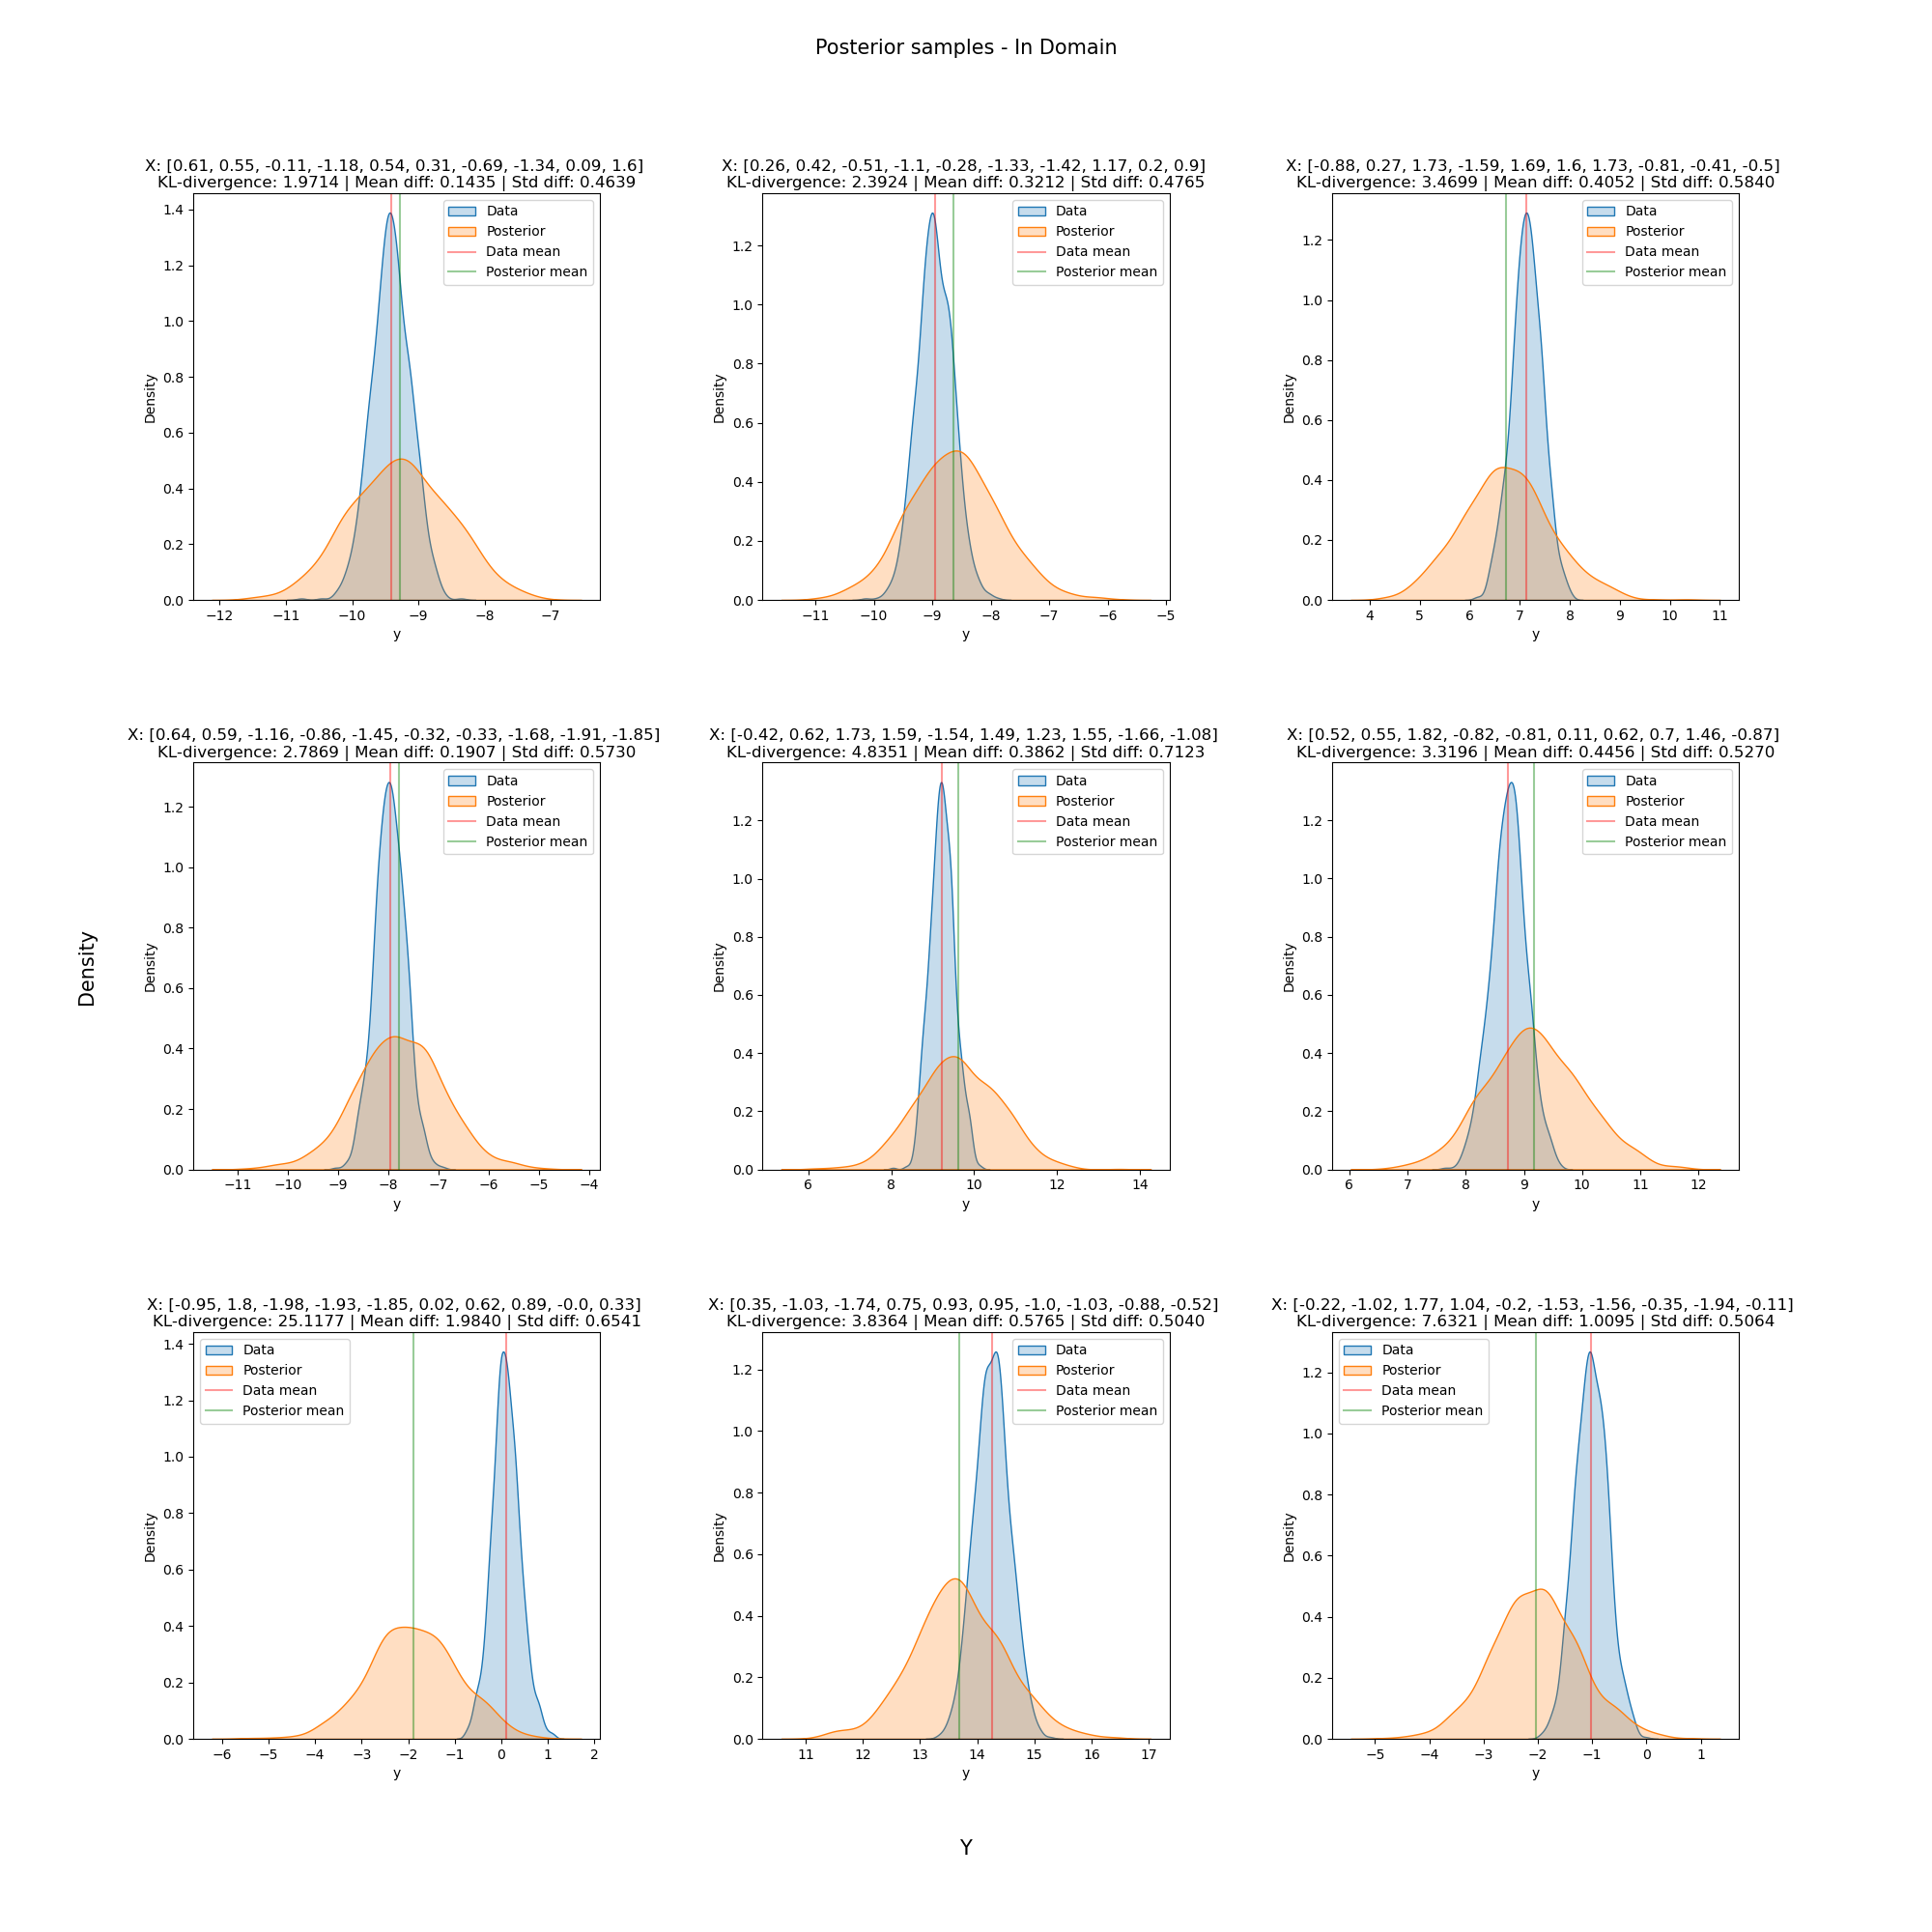 Posterior samples - In Domain
X: [0.61, 0.55, -0.11, -1.18, 0.54, 0.31, -0.69, -1.34, 0.09, 1.6]
KL-divergence: 1.9714 | Mean diff: 0.1435 | Std diff: 0.4639
1.4
1.2
1.0
0.8
0.6
0.4
0.2
0.0
Density
Data
Posterior
Data mean
Posterior mean
−12 −11 −10 −9 −8 −7
y
X: [0.26, 0.42, -0.51, -1.1, -0.28, -1.33, -1.42, 1.17, 0.2, 0.9]
KL-divergence: 2.3924 | Mean diff: 0.3212 | Std diff: 0.4765
1.2
1.0
0.8
0.6
0.4
0.2
0.0
Density
Data
Posterior
Data mean
Posterior mean
−11 −10 −9 −8 −7 −6 −5
y
X: [-0.88, 0.27, 1.73, -1.59, 1.69, 1.6, 1.73, -0.81, -0.41, -0.5]
KL-divergence: 3.4699 | Mean diff: 0.4052 | Std diff: 0.5840
1.2
1.0
0.8
0.6
0.4
0.2
0.0
Density
Data
Posterior
Data mean
Posterior mean
4 5 6 7 8 9 10 11
y
X: [0.64, 0.59, -1.16, -0.86, -1.45, -0.32, -0.33, -1.68, -1.91, -1.85]
KL-divergence: 2.7869 | Mean diff: 0.1907 | Std diff: 0.5730
1.2
1.0
0.8
0.6
0.4
0.2
0.0
Density
Data
Posterior
Data mean
Posterior mean
−11 −10 −9 −8 −7 −6 −5 −4
y
X: [-0.42, 0.62, 1.73, 1.59, -1.54, 1.49, 1.23, 1.55, -1.66, -1.08]
KL-divergence: 4.8351 | Mean diff: 0.3862 | Std diff: 0.7123
1.2
1.0
0.8
0.6
0.4
0.2
0.0
Density
Data
Posterior
Data mean
Posterior mean
6 8 10 12 14
y
X: [0.52, 0.55, 1.82, -0.82, -0.81, 0.11, 0.62, 0.7, 1.46, -0.87]
KL-divergence: 3.3196 | Mean diff: 0.4456 | Std diff: 0.5270
1.2
1.0
0.8
0.6
0.4
0.2
0.0
Density
Data
Posterior
Data mean
Posterior mean
6 7 8 9 10 11 12
y
Density
X: [-0.95, 1.8, -1.98, -1.93, -1.85, 0.02, 0.62, 0.89, -0.0, 0.33]
KL-divergence: 25.1177 | Mean diff: 1.9840 | Std diff: 0.6541
1.4
1.2
1.0
0.8
0.6
0.4
0.2
0.0
Density
Data
Posterior
Data mean
Posterior mean
−6 −5 −4 −3 −2 −1 0 1 2
y
X: [0.35, -1.03, -1.74, 0.75, 0.93, 0.95, -1.0, -1.03, -0.88, -0.52]
KL-divergence: 3.8364 | Mean diff: 0.5765 | Std diff: 0.5040
1.2
1.0
0.8
0.6
0.4
0.2
0.0
Density
Data
Posterior
Data mean
Posterior mean
11 12 13 14 15 16 17
y
X: [-0.22, -1.02, 1.77, 1.04, -0.2, -1.53, -1.56, -0.35, -1.94, -0.11]
KL-divergence: 7.6321 | Mean diff: 1.0095 | Std diff: 0.5064
1.2
1.0
0.8
0.6
0.4
0.2
0.0
Density
Data
Posterior
Data mean
Posterior mean
−5 −4 −3 −2 −1 0 1
y
Y